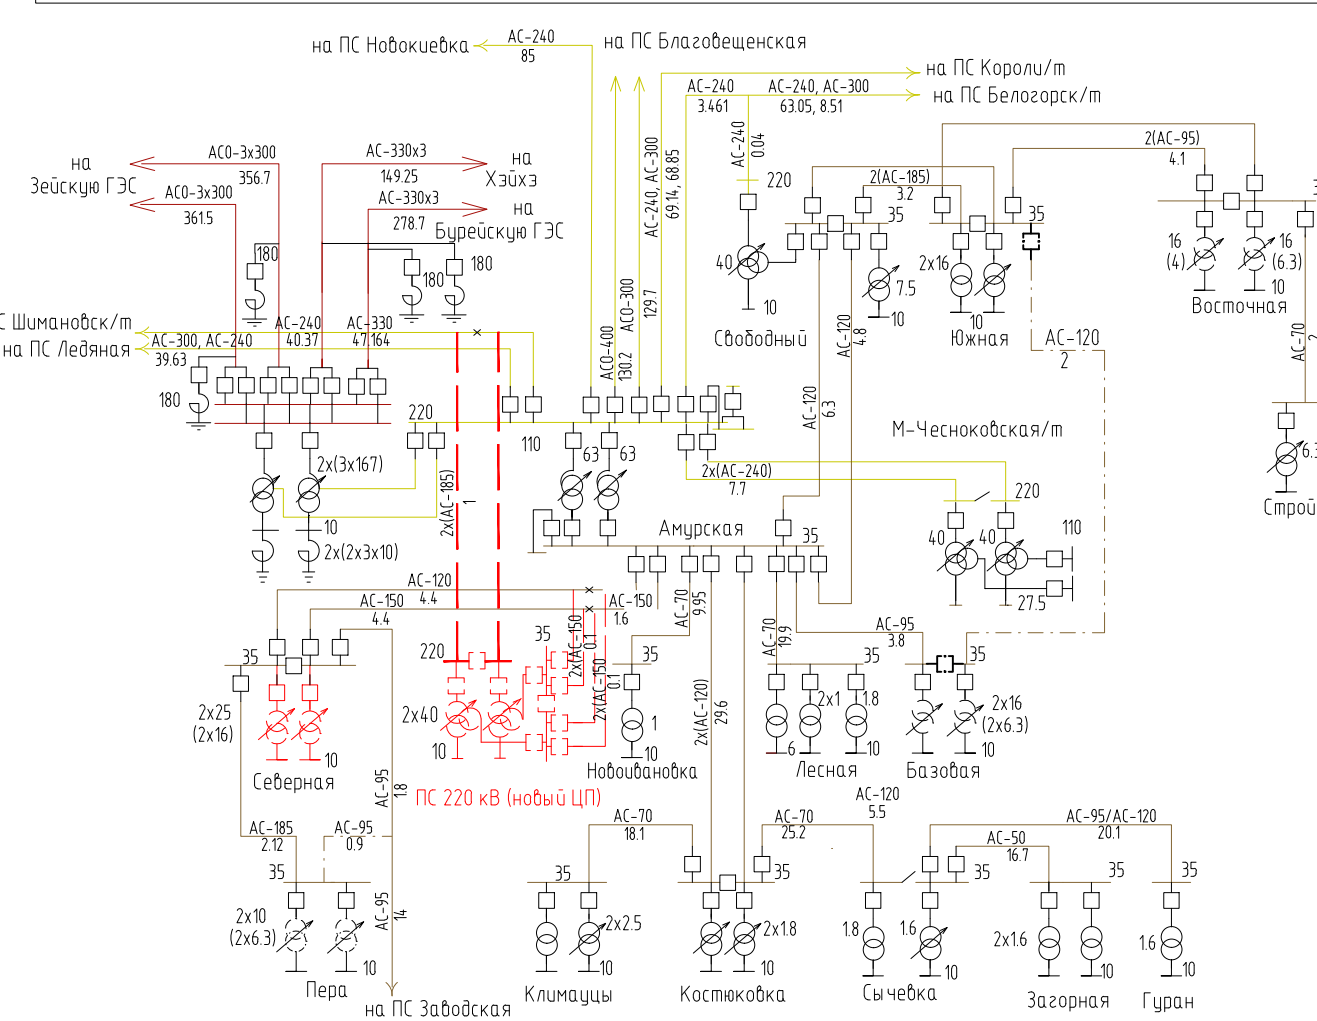 на ПС Новокиевка
АС-240
85
на ПС Благовещенская
на ПС Короли/т
АС-240
3.461
АС-240, АС-300
63.05, 8.51
на ПС Белогорск/т
на
Зейскую ГЭС
АСО-3х300
356.7
АСО-3х300
361.5
АС-330х3
149.25
на
Хэйхэ
АС-330х3
278.7
на
Бурейскую ГЭС
180
180
180
180
АС-240, АС-300
69.14, 68.85
АС-240
0.04
220
2(АС-185)
3.2
35
2(АС-95)
4.1
35
40
10
Свободный
7.5
10
2х16
10
Южная
16
(4)
16
(6.3)
10
Восточная
С Шимановск/т
на ПС Ледяная
АС-300, АС-240
39.63
АС-240
40.37
АС-330
47.164
АСО-400
130.2
АСО-300
129.7
АС-120
4.8
АС-120
6.3
АС-120
2
АС-70
6.3
Строй
220
110
63
63
2х(3х167)
10
2х(2х3х10)
2х(АС-185)
1
2х(АС-240)
7.7
М-Чесноковская/т
220
40
40
110
27.5
Амурская
35
АС-120
4.4
АС-150
4.4
АС-150
1.6
АС-70
9.95
2х(АС-150
0.1
2х(АС-150
0.1
35
220
35
2х40
10
ПС 220 кВ (новый ЦП)
35
2х25
(2х16)
10
Северная
1
10
Новоивановка
2х(АС-120)
29.6
АС-70
19.9
АС-95
3.8
35
2х1
1.8
6
10
Лесная
35
2х16
(2х6.3)
10
Базовая
АС-95
1.8
АС-185
2.12
АС-95
0.9
35
2х10
(2х6.3)
10
Пера
АС-95
14
на ПС Заводская
АС-70
18.1
35
2х2.5
10
Климауцы
АС-70
25.2
35
2х1.8
10
Костюковка
АС-120
5.5
35
1.8
1.6
10
Сычевка
АС-50
16.7
АС-95/АС-120
20.1
35
2х1.6
10
Загорная
35
1.6
10
Гуран